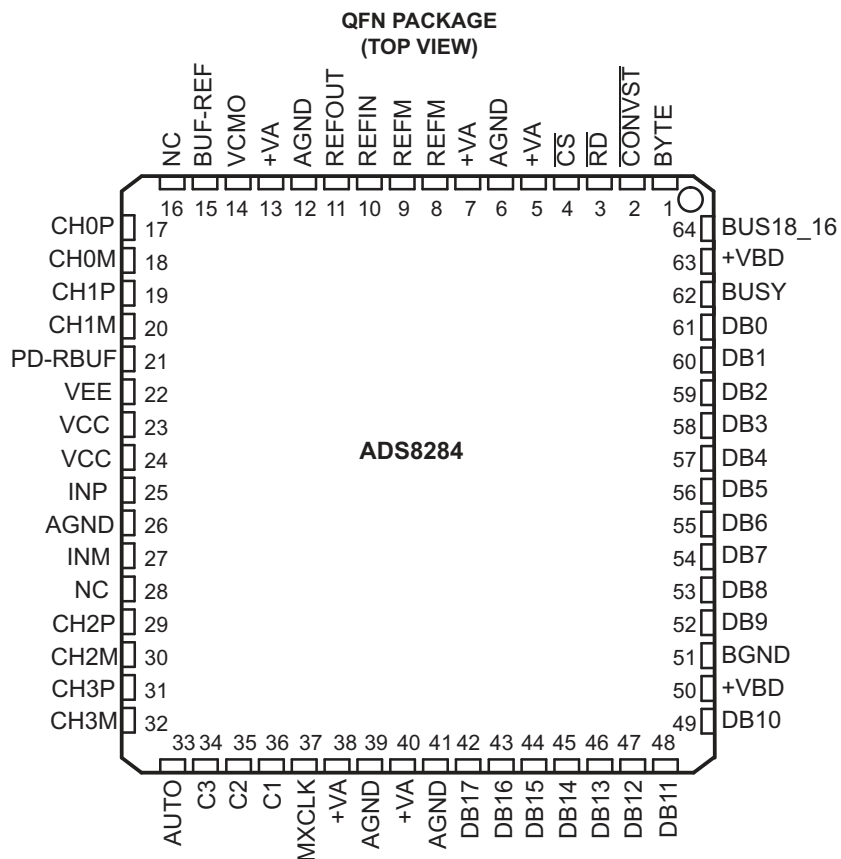 QFN PACKAGE
(TOP VIEW)
NC
BUF-REF
VCMO
+VA
AGND
REFOUT
REFIN
REFM
REFM
+VA
AGND
+VA
C̅S̅
R̅D̅
C̅O̅N̅V̅S̅T̅
BYTE
16 15 14 13 12 11 10 9 8 7 6 5 4 3 2 1
CH0P 17
CH0M 18
CH1P 19
CH1M 20
PD-RBUF 21
VEE 22
VCC 23
VCC 24
INP 25
AGND 26
INM 27
NC 28
CH2P 29
CH2M 30
CH3P 31
CH3M 32
ADS8284
64 BUS18_16
63 +VBD
62 BUSY
61 DB0
60 DB1
59 DB2
58 DB3
57 DB4
56 DB5
55 DB6
54 DB7
53 DB8
52 DB9
51 BGND
50 +VBD
49 DB10
33 34 35 36 37 38 39 40 41 42 43 44 45 46 47 48
AUTO
C3
C2
C1
MXCLK
+VA
AGND
+VA
AGND
DB17
DB16
DB15
DB14
DB13
DB12
DB11